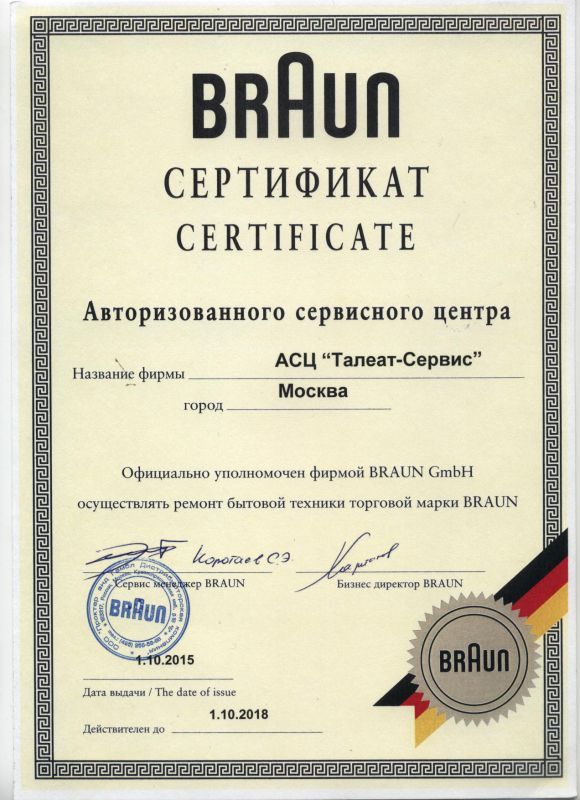 BRAUN
СЕРТИФИКАТ
CERTIFICATE
Авторизованного сервисного центра
АСЦ “Талеат-Сервис”
Название фирмы
Москва
город
Официально уполномочен фирмой BRAUN GmbH
осуществлять ремонт бытовой техники торговой марки BRAUN
Коротаев С.Э.
Сервис менеджер BRAUN
Бизнес директор BRAUN
BRAUN
BRAUN
1.10.2015
Дата выдачи / The date of issue
1.10.2018
Действителен до